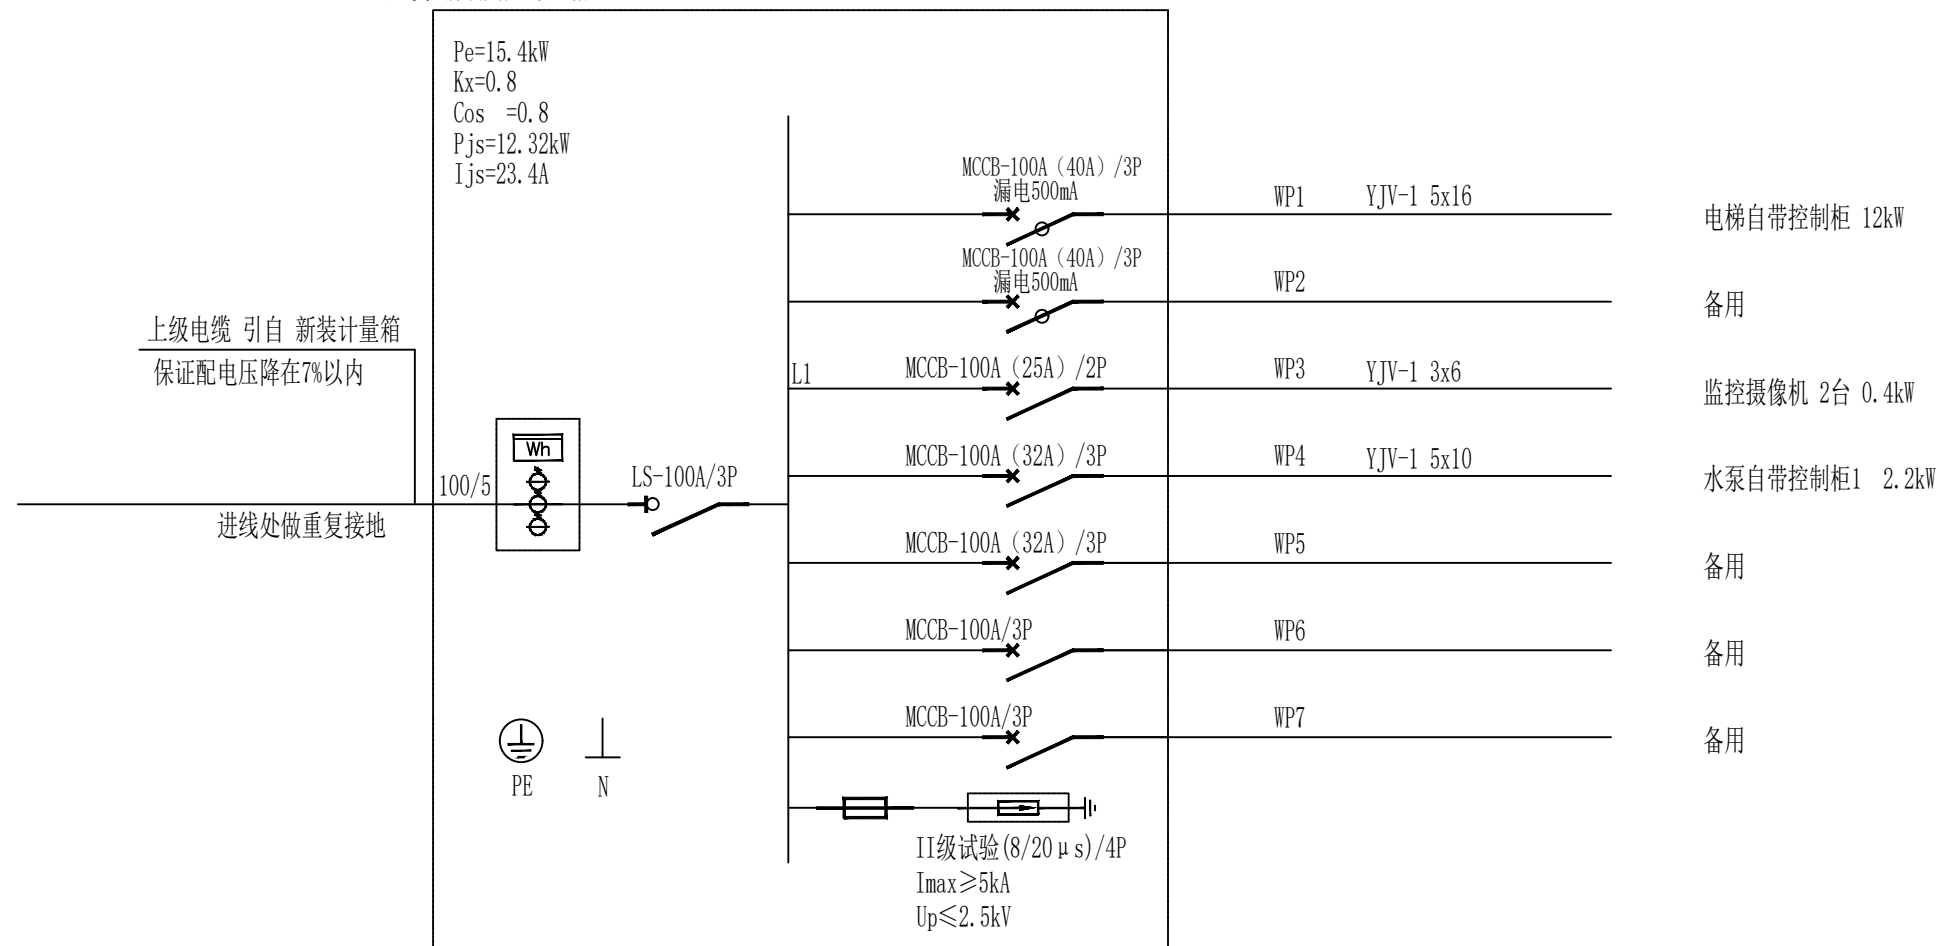 Pe=15.4kW
Kx=0.8
Cos =0.8
Pjs=12.32kW
Ijs=23.4A
MCCB-100A（40A）/3P
漏电500mA
WP1
YJV-1 5x16
电梯自带控制柜 12kW
MCCB-100A（40A）/3P
漏电500mA
WP2
备用
上级电缆 引自 新装计量箱
保证配电压降在7%以内
L1
MCCB-100A（25A）/2P
WP3
YJV-1 3x6
监控摄像机 2台 0.4kW
Wh
100/5
LS-100A/3P
进线处做重复接地
MCCB-100A（32A）/3P
WP4
YJV-1 5x10
水泵自带控制柜1 2.2kW
MCCB-100A（32A）/3P
WP5
备用
MCCB-100A/3P
WP6
备用
MCCB-100A/3P
WP7
备用
PE
N
II级试验(8/20μs)/4P
Imax≥5kA
Up≤2.5kV